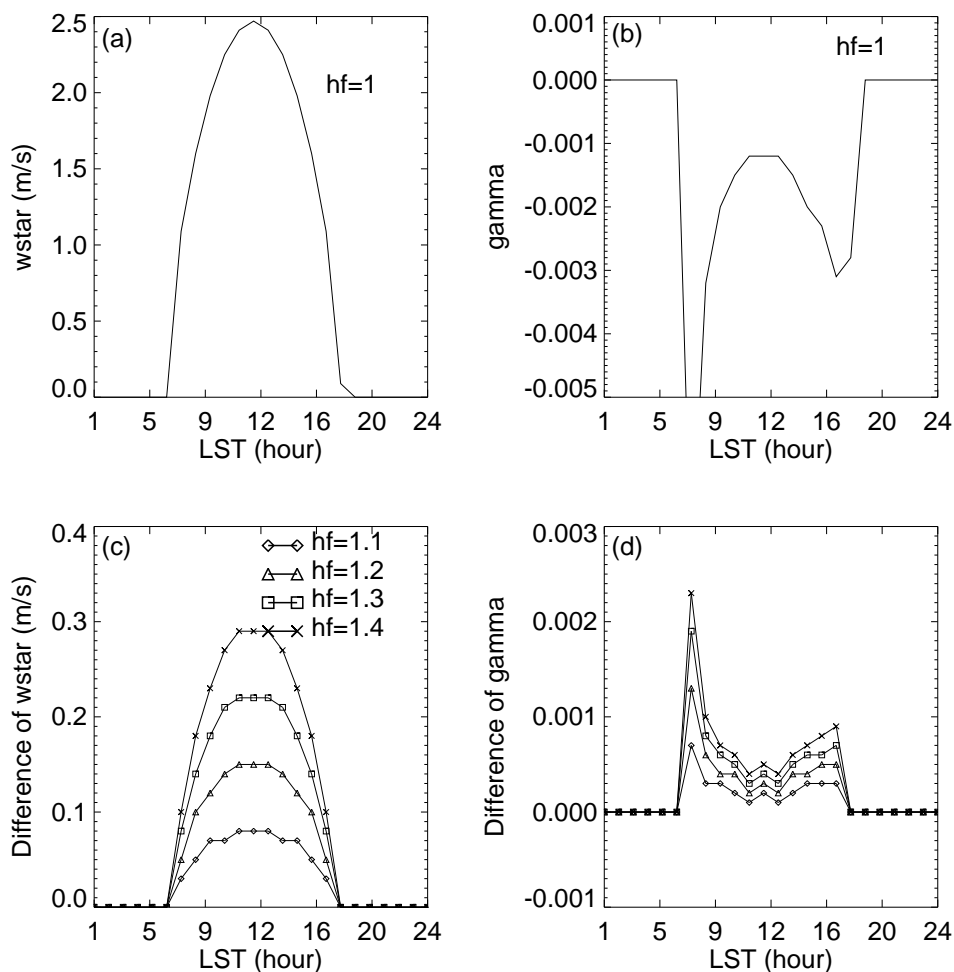 (a)
hf=1
2.5
2.0
1.5
1.0
0.5
0.0
wstar (m/s)
1 5 9 12 16 20 24
LST (hour)
(b)
hf=1
0.001
0.000
-0.001
-0.002
-0.003
-0.004
-0.005
gamma
1 5 9 12 16 20 24
LST (hour)
(c)
hf=1.1
hf=1.2
hf=1.3
hf=1.4
0.4
0.3
0.2
0.1
0.0
Difference of wstar (m/s)
1 5 9 12 16 20 24
LST (hour)
(d)
0.003
0.002
0.001
0.000
-0.001
Difference of gamma
1 5 9 12 16 20 24
LST (hour)